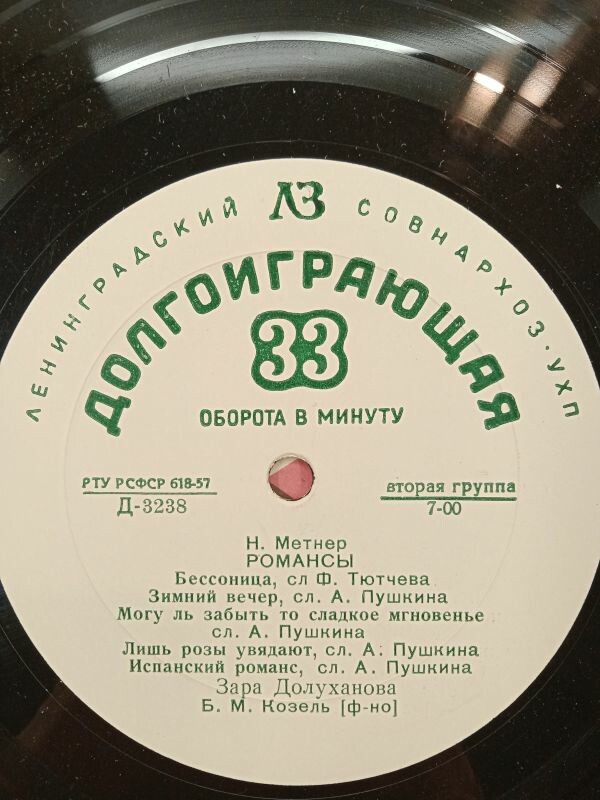 ЛЕНИНГРАДСКИЙ ЛЗ СОВНАРХОЗ·УХП
ДОЛГОИГРАЮЩАЯ
33
ОБОРОТА В МИНУТУ
РТУ РСФСР 618-57
Д-3238
вторая группа
7-00
Н. Метнер
РОМАНСЫ
Бессоница, сл Ф. Тютчева
Зимний вечер, сл. А. Пушкина
Могу ль забыть то сладкое мгновенье
сл. А. Пушкина
Лишь розы увядают, сл. А. Пушкина
Испанский романс, сл. А. Пушкина
Зара Долуханова
Б. М. Козель [ф-но]